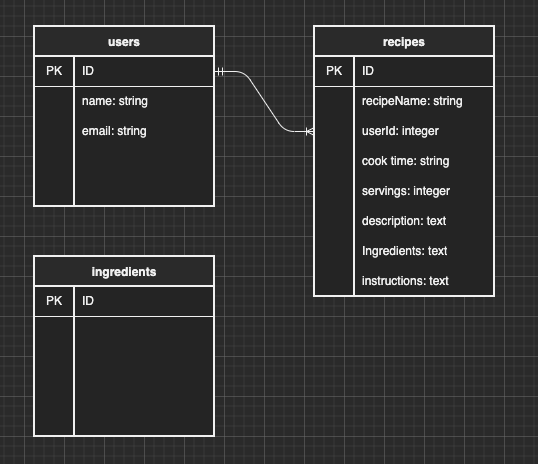 users
PK ID
name: string
email: string
recipes
PK ID
recipeName: string
userId: integer
cook time: string
servings: integer
description: text
Ingredients: text
instructions: text
ingredients
PK ID